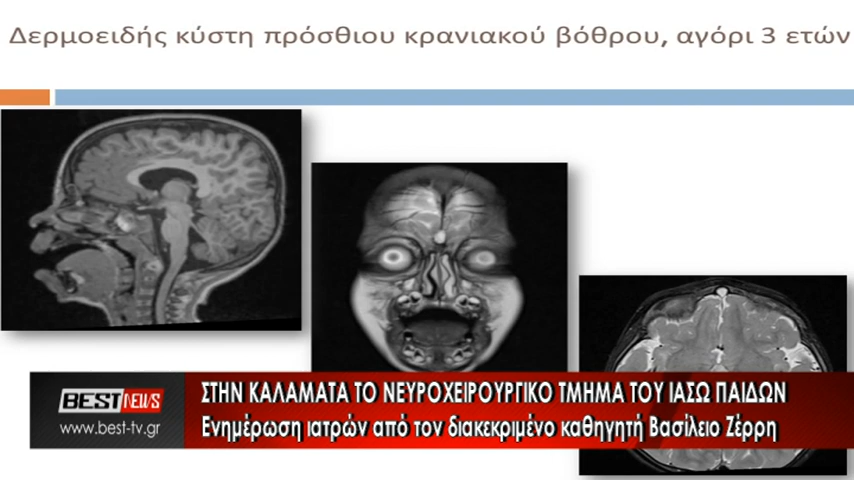 Δερμοειδής κύστη πρόσθιου κρανιακού βόθρου, αγόρι 3 ετών
BEST NEWS
www.best-tv.gr
ΣΤΗΝ ΚΑΛΑΜΑΤΑ ΤΟ ΝΕΥΡΟΧΕΙΡΟΥΡΓΙΚΟ ΤΜΗΜΑ ΤΟΥ ΙΑΣΩ ΠΑΙΔΩΝ
Ενημέρωση ιατρών από τον διακεκριμένο καθηγητή Βασίλειο Ζέρρη